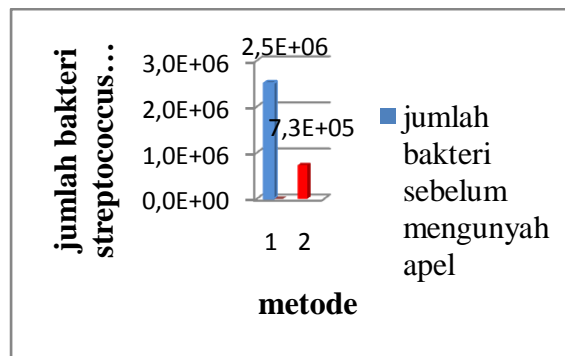 jumlah bakteri
streptococcus...
3,0E+06
2,0E+06
1,0E+06
0,0E+00
2,5E+06
7,3E+05
1 2
metode
jumlah
bakteri
sebelum
mengunyah
apel